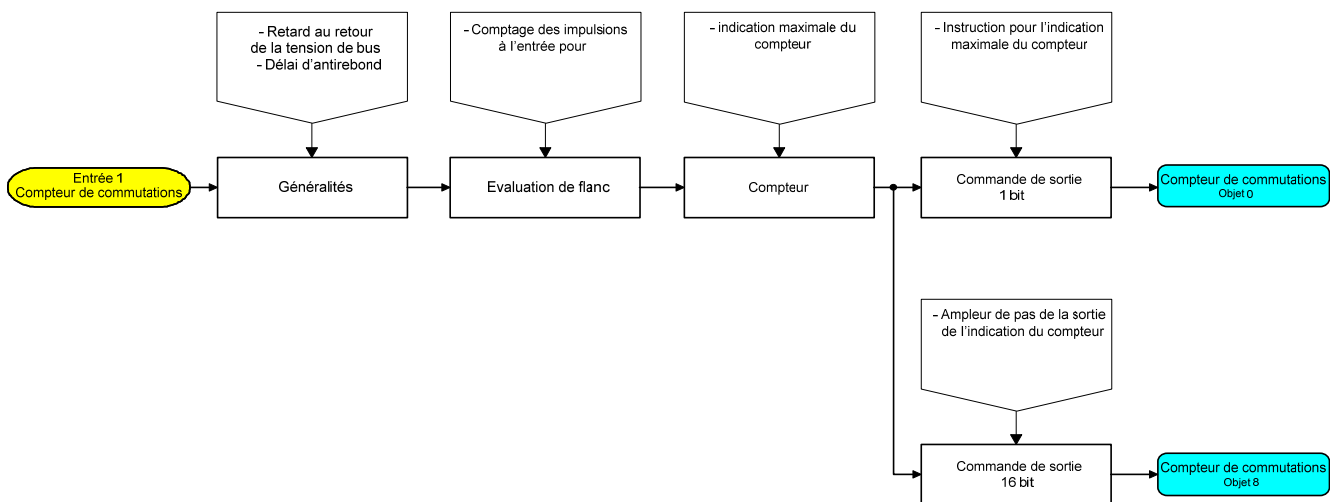 - Retard au retour
de la tension de bus
- Délai d'antirebond
- Comptage des impulsions
à l'entrée pour
- indication maximale du
compteur
- Instruction pour l'indication
maximale du compteur
Entrée 1
Compteur de commutations
Généralités
Evaluation de flanc
Compteur
Commande de sortie
1 bit
Compteur de commutations
Objet 0
- Ampleur de pas de la sortie
de l'indication du compteur
Commande de sortie
16 bit
Compteur de commutations
Objet 8